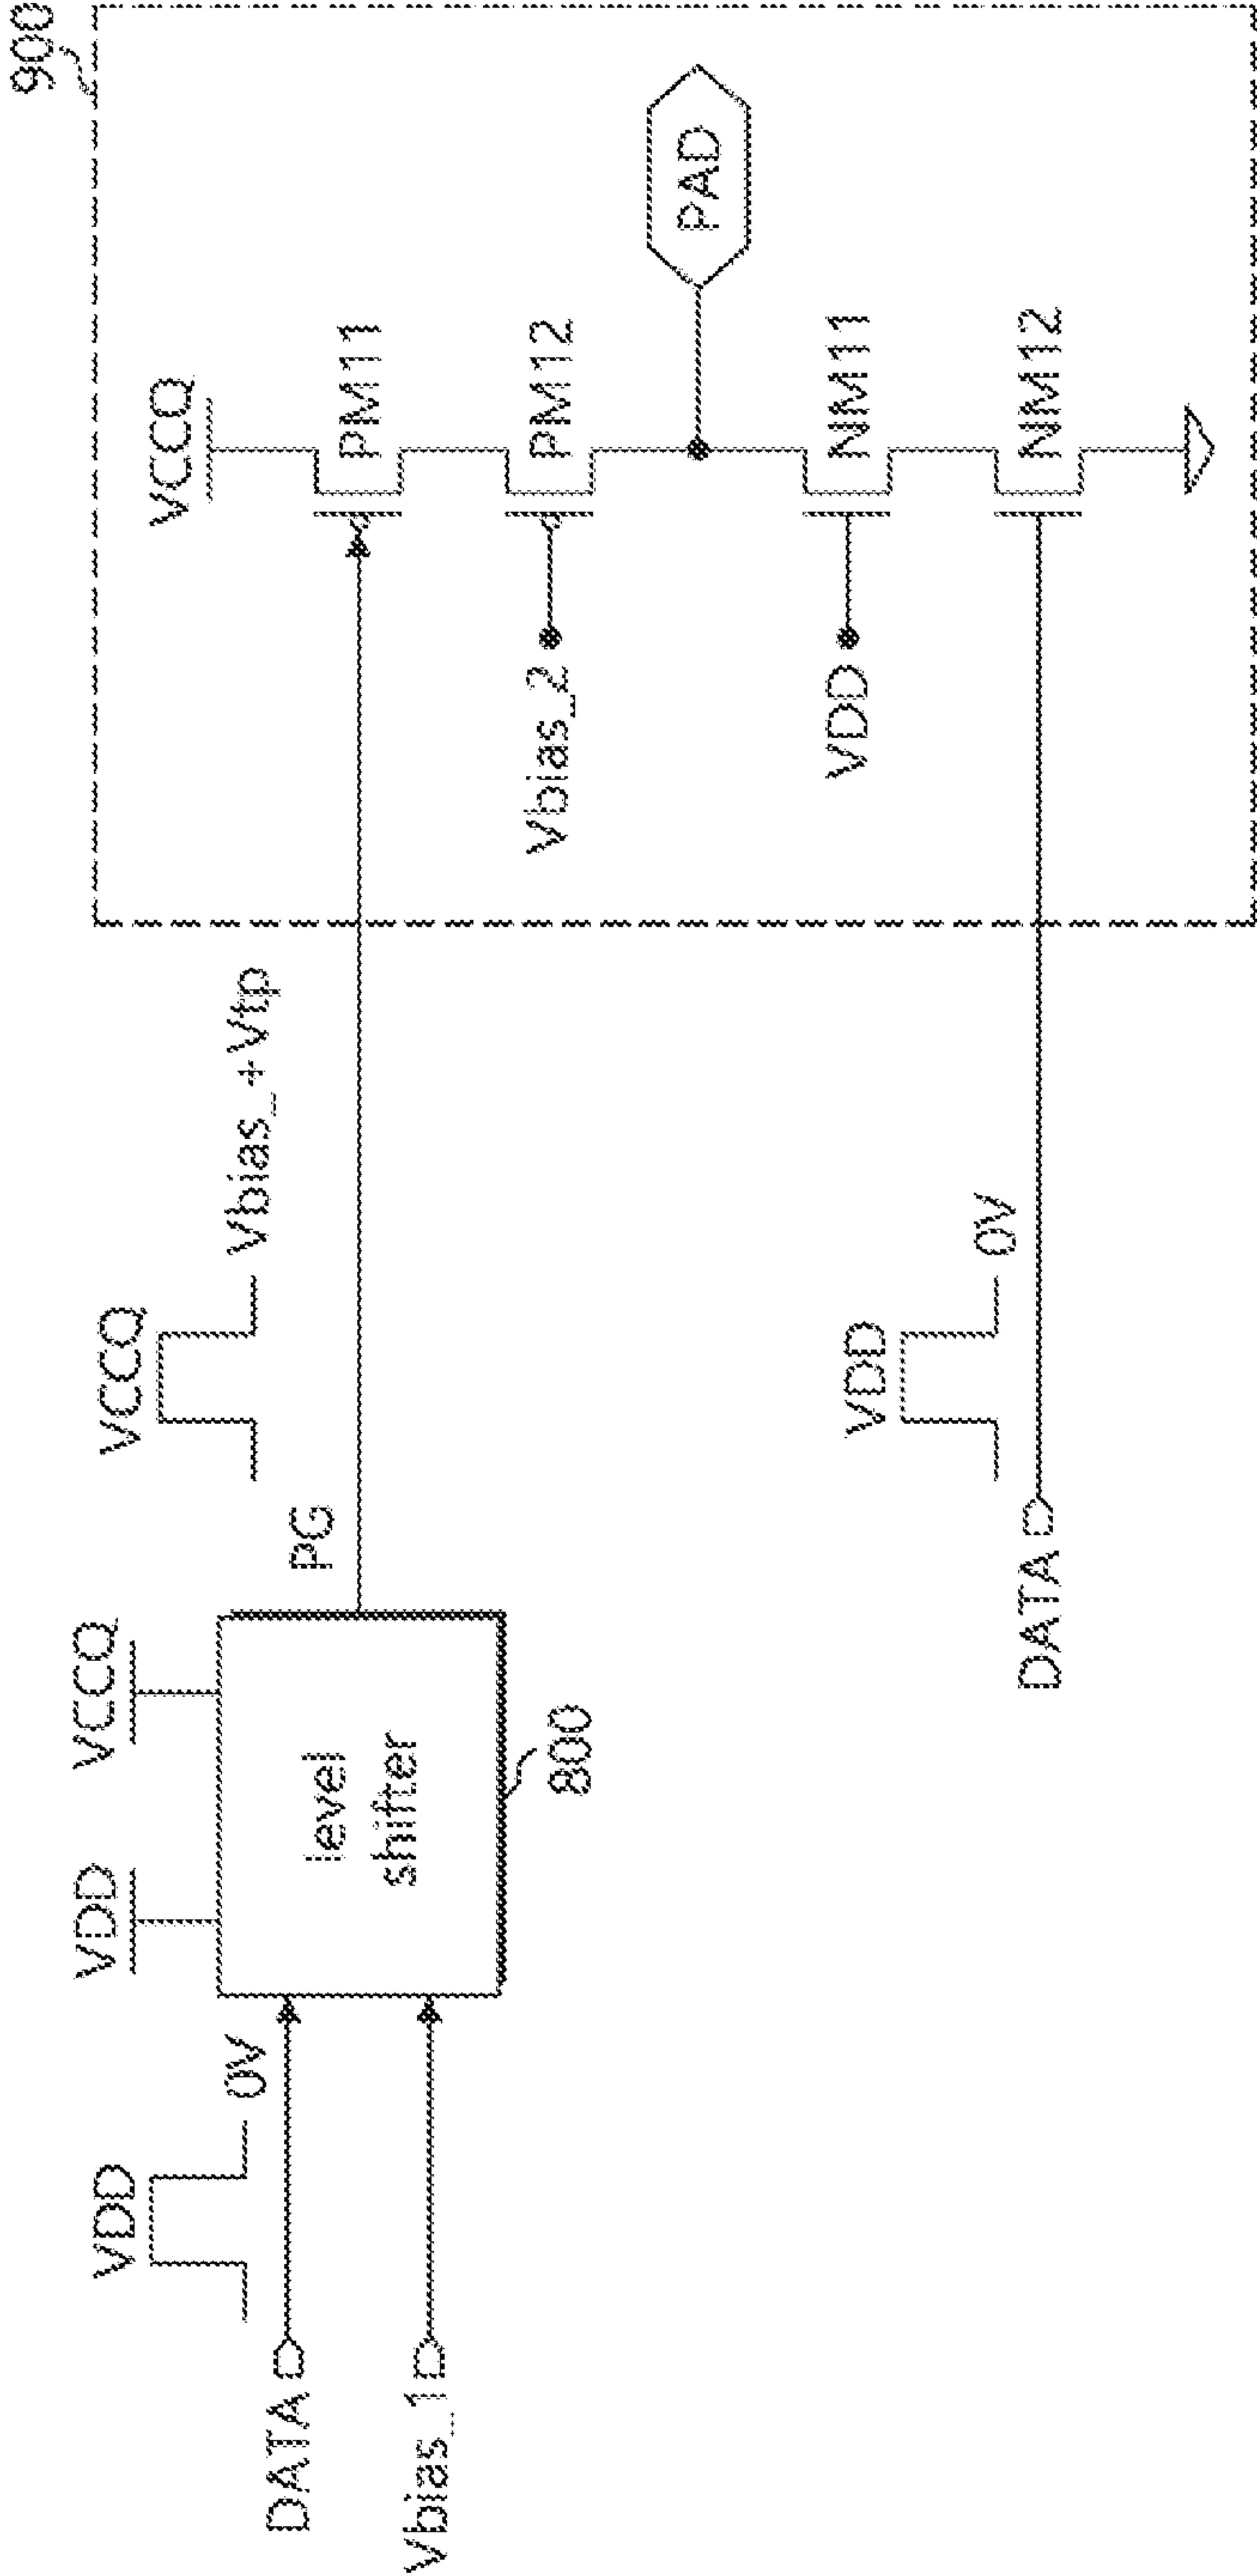 900
VDD
VCCQ
VCCQ
VCCQ
VDD
0V
Vbias_+Vtp
PG
DATA
level
shifter
PM11
Vbias_1
800
Vbias_2
PM12
PAD
VDD
VDD
NM11
0V
DATA
NM12